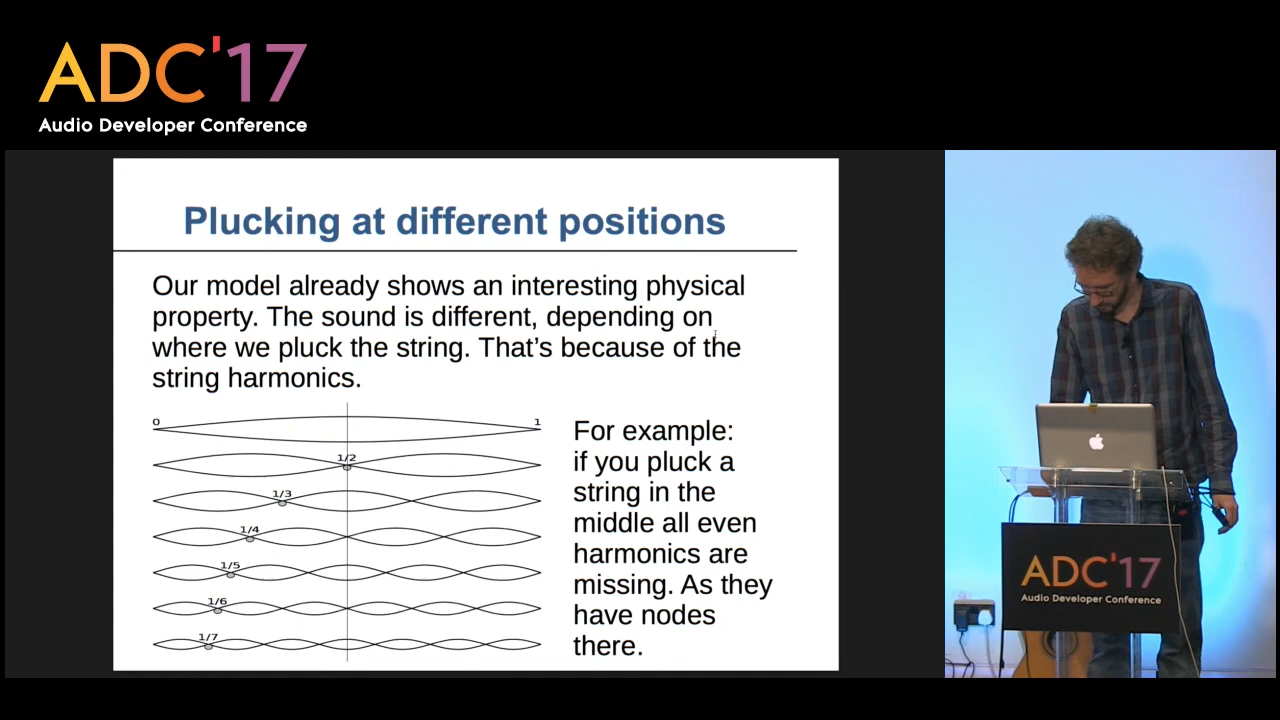 ADC'17
Audio Developer Conference
Plucking at different positions
Our model already shows an interesting physical
property. The sound is different, depending on
where we pluck the string. That’s because of the
string harmonics.
0
1
1/2
1/3
1/4
1/5
1/6
1/7
For example:
if you pluck a
string in the
middle all even
harmonics are
missing. As they
have nodes
there.
ADC'17
Audio Developer Conference